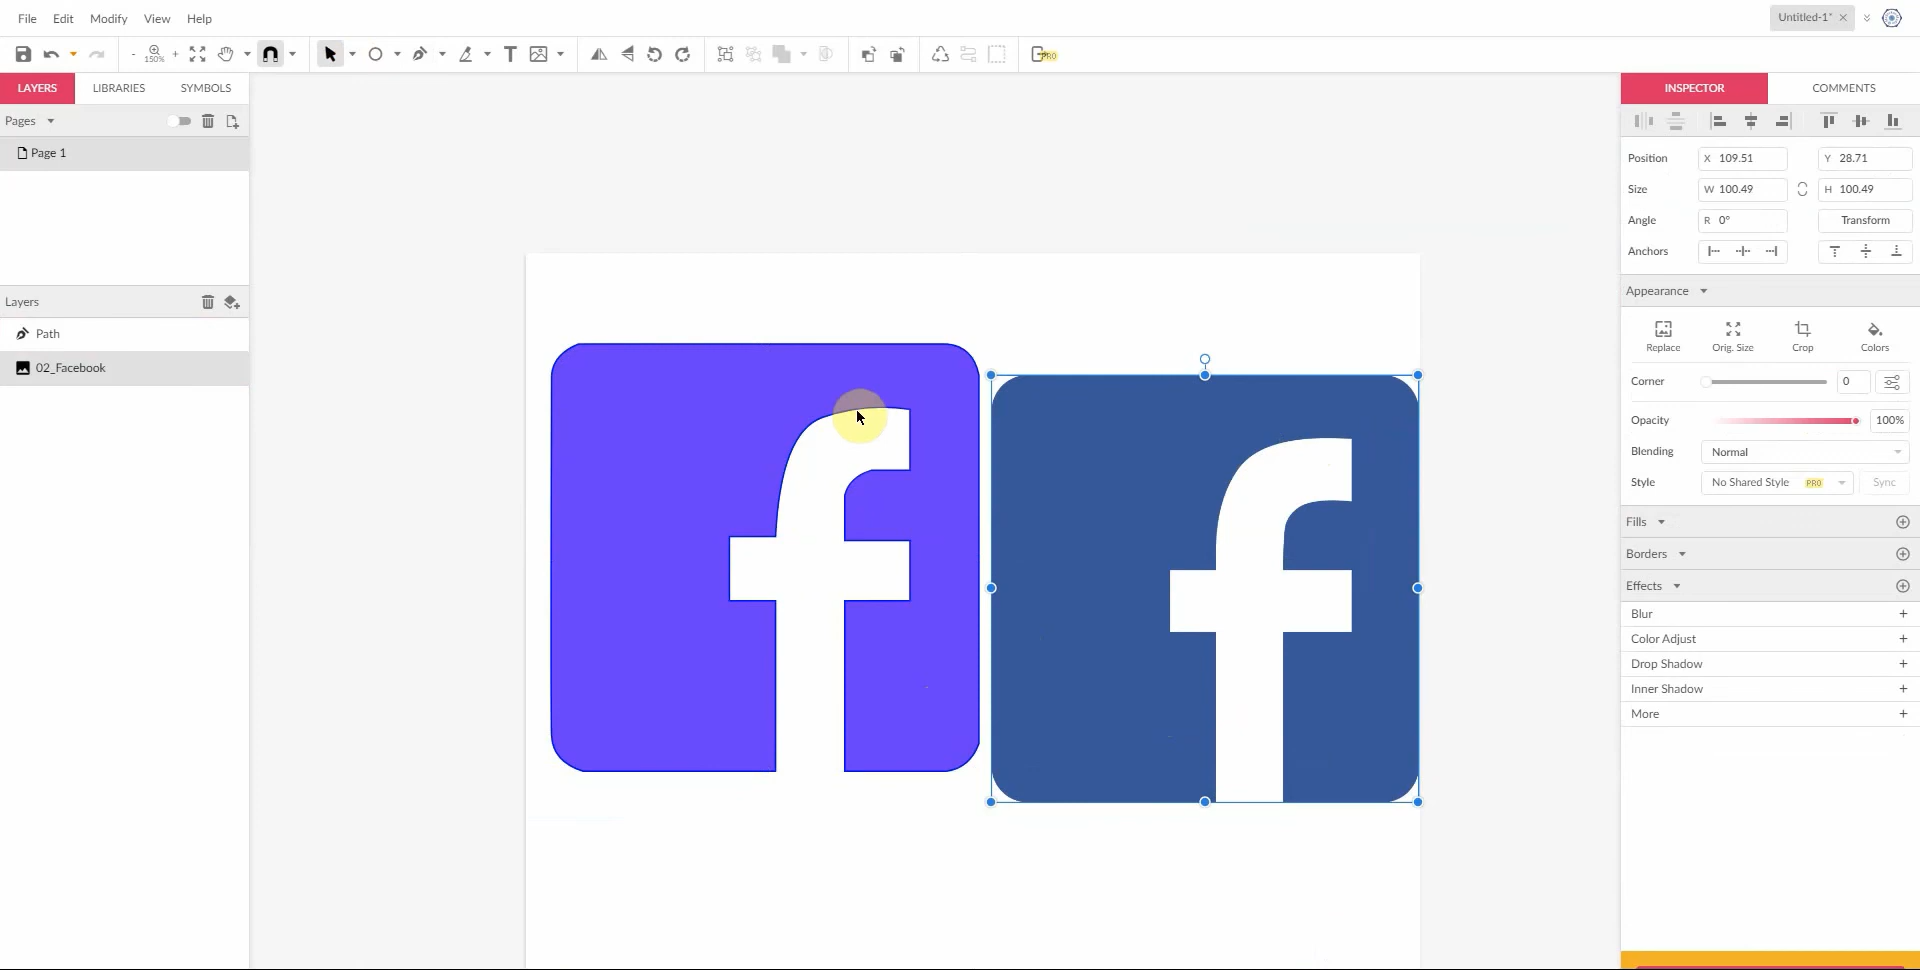 File Edit Modify View Help
Untitled-1*
- 150% +
PRO
LAYERS LIBRARIES SYMBOLS
Pages
Page 1
Layers
Path
02_Facebook
INSPECTOR COMMENTS
Position X 109.51 Y 28.71
Size W 100.49 H 100.49
Angle R 0° Transform
Anchors
Appearance
Replace Orig. Size Crop Colors
Corner 0
Opacity 100%
Blending Normal
Style No Shared Style PRO Sync
Fills
Borders
Effects
Blur +
Color Adjust +
Drop Shadow +
Inner Shadow +
More +
f f